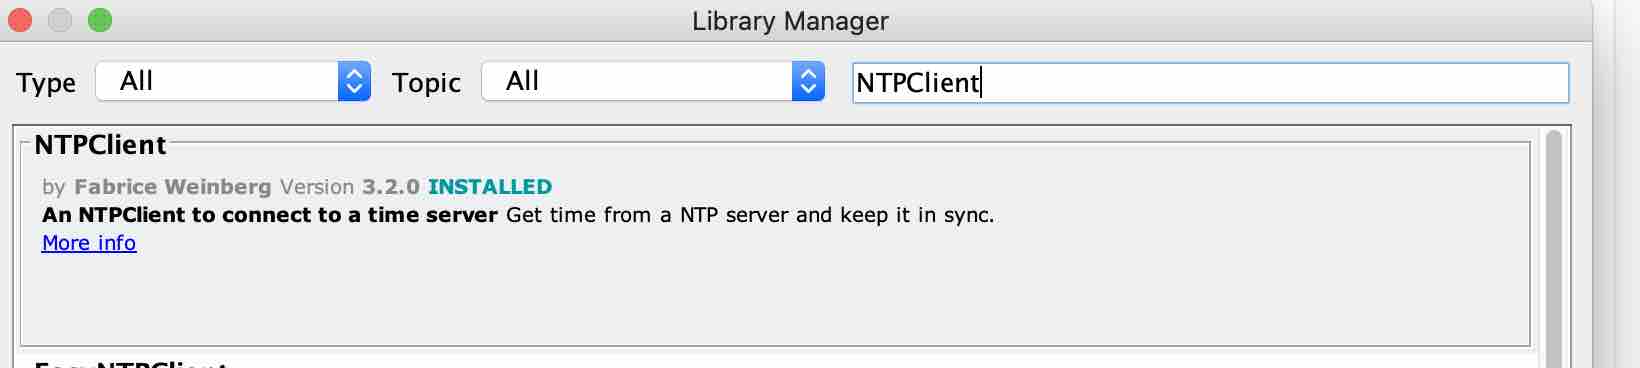 Library Manager
Type All Topic All NTPClient
NTPClient
by Fabrice Weinberg Version 3.2.0 INSTALLED
An NTPClient to connect to a time server Get time from a NTP server and keep it in sync.
More info
EasyNTPClient